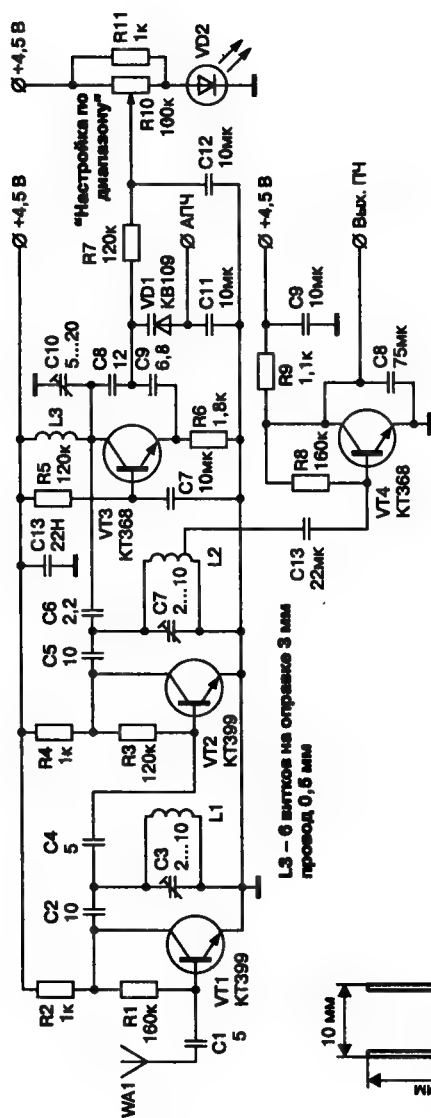 WA1
C1
5
R2
1к
R1
160к
VT1
КТ399
C2
10
C3
2...10
L1
C4
5
R4
1к
R3
120к
VT2
КТ399
C5
10
C6
2,2
C7
2...10
L2
C13
22Н
R5
120к
L3
VT3
КТ368
C7
10мк
C10
5...20
C8
12
C9
6,8
R6
1,8к
VD1
КВ109
R7
120к
АПЧ
C11
10мк
C12
10мк
+4,5 В
"Настройка по
диапазону"
+4,5 В
R11
1к
R10
100к
VD2
C13
22мк
R8
160к
VT4
КТ368
R9
1,1к
C9
10мк
+4,5 В
C8
75мк
Вых. ПЧ
L3 – 6 витков на оправке 3 мм
провод 0,5 мм
10 мм
мм